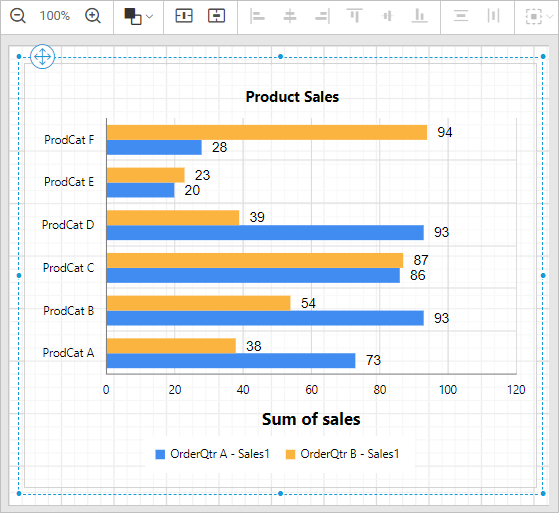 100%
Product Sales
ProdCat F
94
28
ProdCat E
23
20
ProdCat D
39
93
ProdCat C
87
86
ProdCat B
54
93
ProdCat A
38
73
0 20 40 60 80 100 120
Sum of sales
OrderQtr A - Sales1 OrderQtr B - Sales1